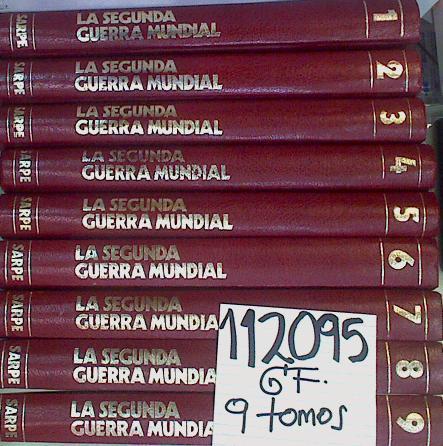 SARPE LA SEGUNDA 1
GUERRA MUNDIAL
SARPE LA SEGUNDA 2
GUERRA MUNDIAL
SARPE LA SEGUNDA 3
GUERRA MUNDIAL
SARPE LA SEGUNDA 4
GUERRA MUNDIAL
SARPE LA SEGUNDA 5
GUERRA MUNDIAL
SARPE LA SEGUNDA 6
GUERRA MUNDIAL
SARPE LA SEGUNDA 7
GUERRA MUNDIA
SARPE LA SEGUNDA 8
GUERRA MUNDIA
SARPE LA SEGUNDA 9
GUERRA MUNDIA
112095
G.F.
9 tomos